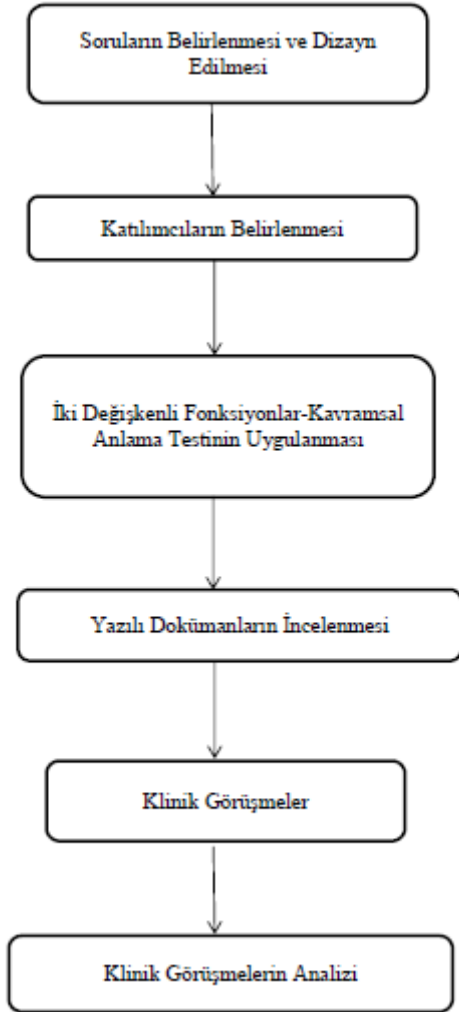 Soruların Belirlenmesi ve Dizayn
Edilmesi
Katılımcıların Belirlenmesi
İki Değişkenli Fonksiyonlar-Kavramsal
Anlama Testinin Uygulanması
Yazılı Dokümanların İncelenmesi
Klinik Görüşmeler
Klinik Görüşmelerin Analizi